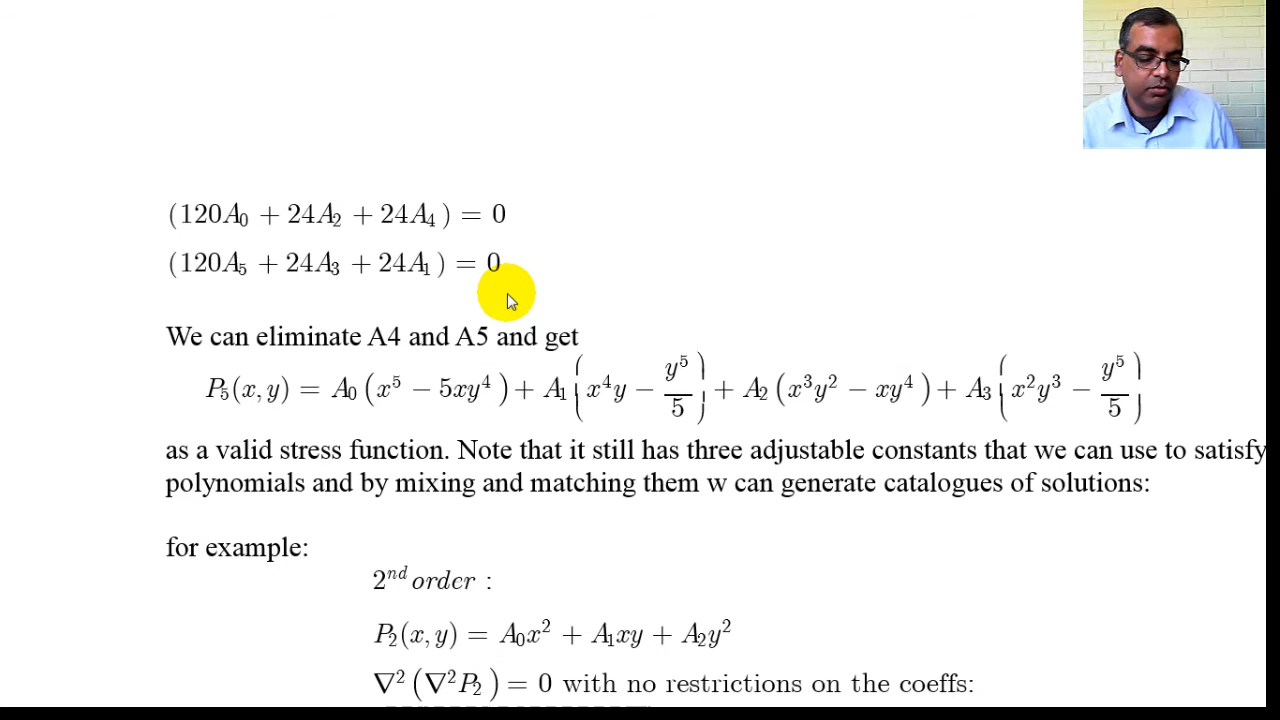 (120A₀ + 24A₂ + 24A₄) = 0
(120A₅ + 24A₃ + 24A₁) = 0
We can eliminate A4 and A5 and get
P₅(x, y) = A₀(x⁵ − 5xy⁴) + A₁(x⁴y − y⁵/5) + A₂(x³y² − xy⁴) + A₃(x²y³ − y⁵/5)
as a valid stress function. Note that it still has three adjustable constants that we can use to satisfy
polynomials and by mixing and matching them w can generate catalogues of solutions:
for example:
2ⁿᵈ order :
P₂(x, y) = A₀x² + A₁xy + A₂y²
∇²(∇²P₂) = 0 with no restrictions on the coeffs: